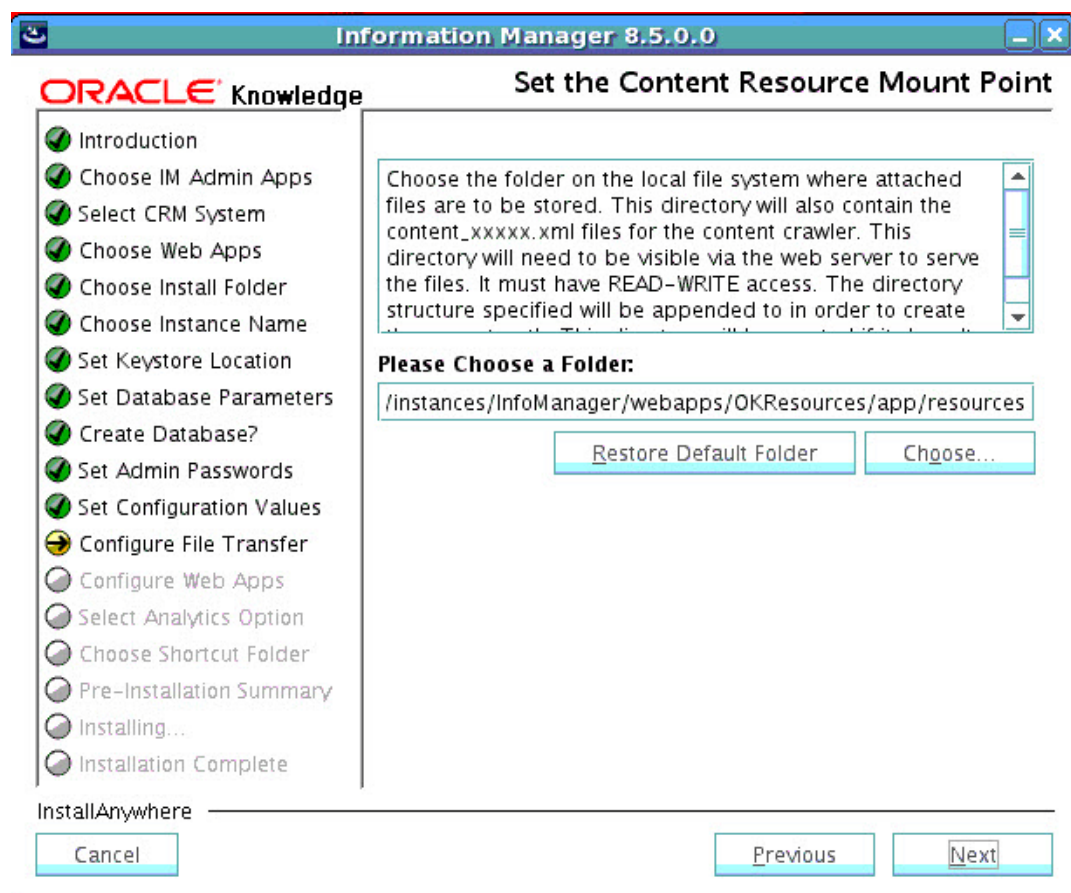 Information Manager 8.5.0.0
ORACLE Knowledge
Set the Content Resource Mount Point
Introduction
Choose IM Admin Apps
Select CRM System
Choose Web Apps
Choose Install Folder
Choose Instance Name
Set Keystore Location
Set Database Parameters
Create Database?
Set Admin Passwords
Set Configuration Values
Configure File Transfer
Configure Web Apps
Select Analytics Option
Choose Shortcut Folder
Pre-Installation Summary
Installing...
Installation Complete
Choose the folder on the local file system where attached
files are to be stored. This directory will also contain the
content_xxxxx.xml files for the content crawler. This
directory will need to be visible via the web server to serve
the files. It must have READ-WRITE access. The directory
structure specified will be appended to in order to create
Please Choose a Folder:
/instances/InfoManager/webapps/OKResources/app/resources
Restore Default Folder
Choose...
InstallAnywhere
Cancel
Previous
Next